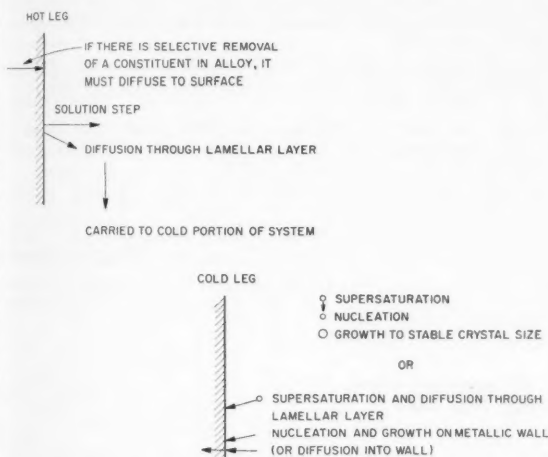 HOT LEG
IF THERE IS SELECTIVE REMOVAL
OF A CONSTITUENT IN ALLOY, IT
MUST DIFFUSE TO SURFACE
SOLUTION STEP
DIFFUSION THROUGH LAMELLAR LAYER
CARRIED TO COLD PORTION OF SYSTEM
COLD LEG
SUPERSATURATION
NUCLEATION
GROWTH TO STABLE CRYSTAL SIZE
OR
SUPERSATURATION AND DIFFUSION THROUGH
LAMELLAR LAYER
NUCLEATION AND GROWTH ON METALLIC WALL
(OR DIFFUSION INTO WALL)